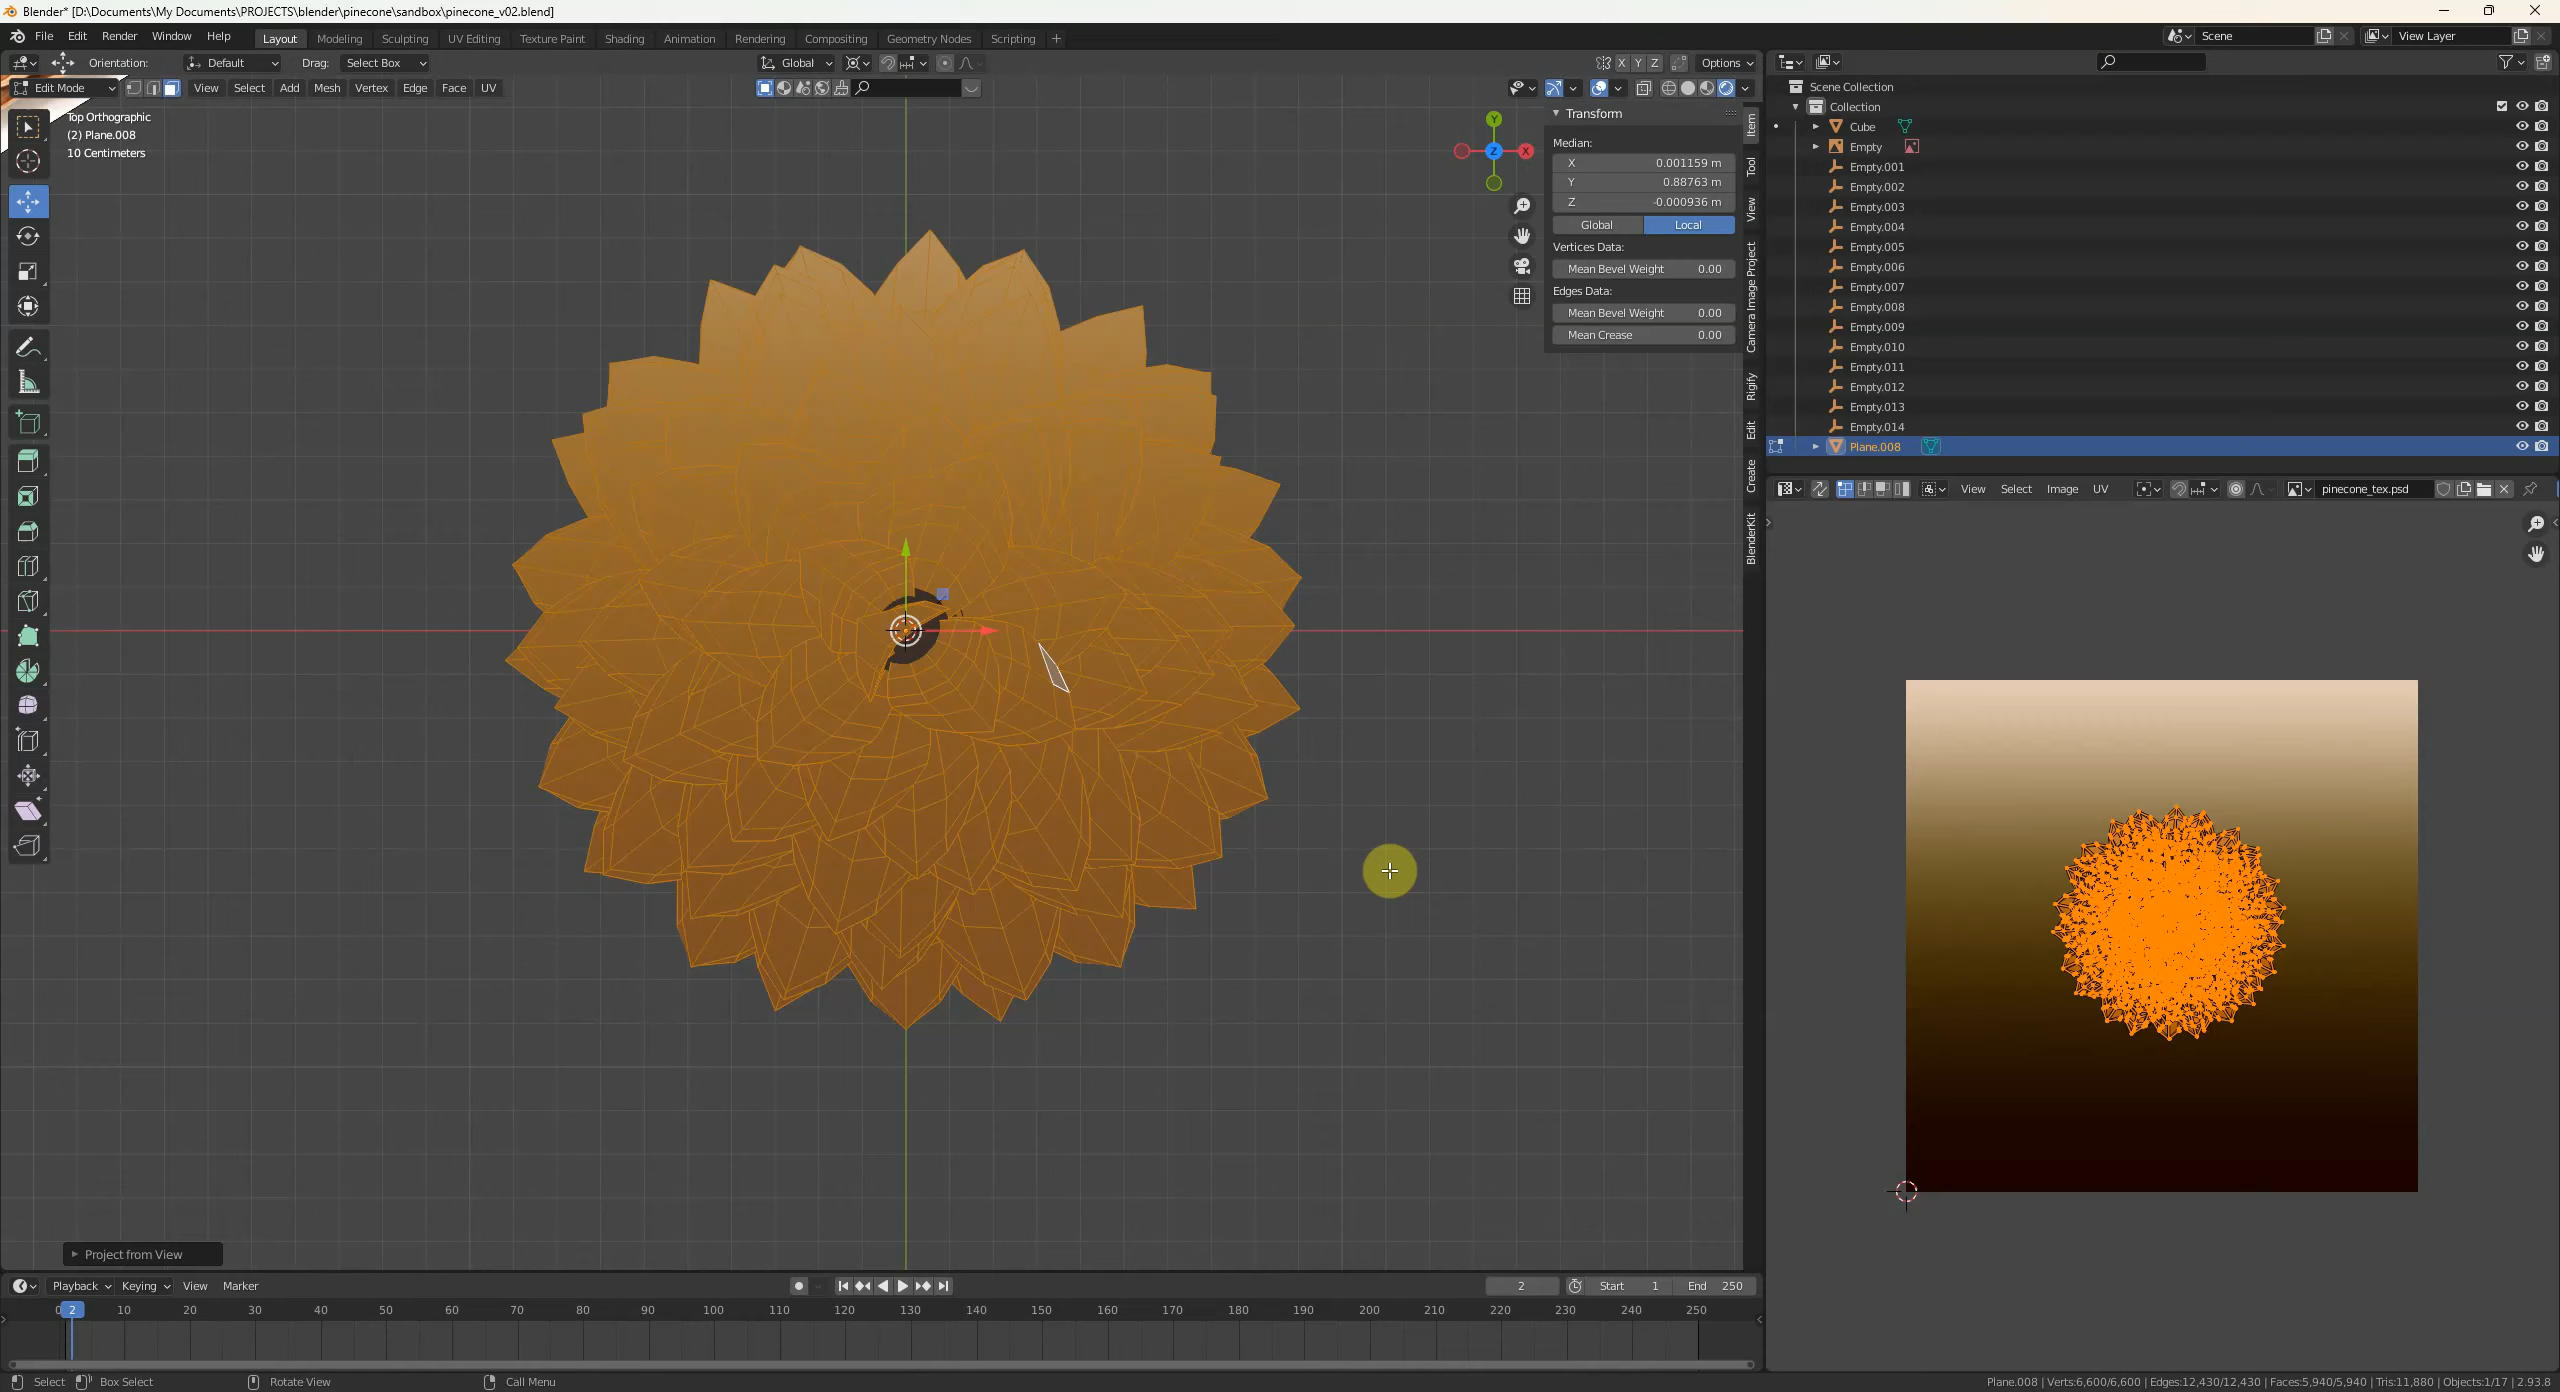 Blender* [D:\Documents\My Documents\PROJECTS\blender\pinecone\sandbox\pinecone_v02.blend]
File Edit Render Window Help Layout Modeling Sculpting UV Editing Texture Paint Shading Animation Rendering Compositing Geometry Nodes Scripting Scene View Layer
Orientation: Default Drag: Select Box Global X Y Z Options
Edit Mode View Select Add Mesh Vertex Edge Face UV
Top Orthographic
(2) Plane.008
10 Centimeters
Y
Z
X
Transform
Median:
X 0.001159 m
Y 0.88763 m
Z -0.000936 m
Global Local
Vertices Data:
Mean Bevel Weight 0.00
Edges Data:
Mean Bevel Weight 0.00
Mean Crease 0.00
Item
Tool
View
Camera Image Project
Rigify
Edit
Create
BlenderKit
Scene Collection
Collection
Cube
Empty
Empty.001
Empty.002
Empty.003
Empty.004
Empty.005
Empty.006
Empty.007
Empty.008
Empty.009
Empty.010
Empty.011
Empty.012
Empty.013
Empty.014
Plane.008
View Select Image UV pinecone_tex.psd
Project from View
Playback Keying View Marker 2 Start 1 End 250
0 2 10 20 30 40 50 60 70 80 90 100 110 120 130 140 150 160 170 180 190 200 210 220 230 240 250
Select Box Select Rotate View Call Menu Plane.008 | Verts:6,600/6,600 | Edges:12,430/12,430 | Faces:5,940/5,940 | Tris:11,880 | Objects:1/17 | 2.93.8